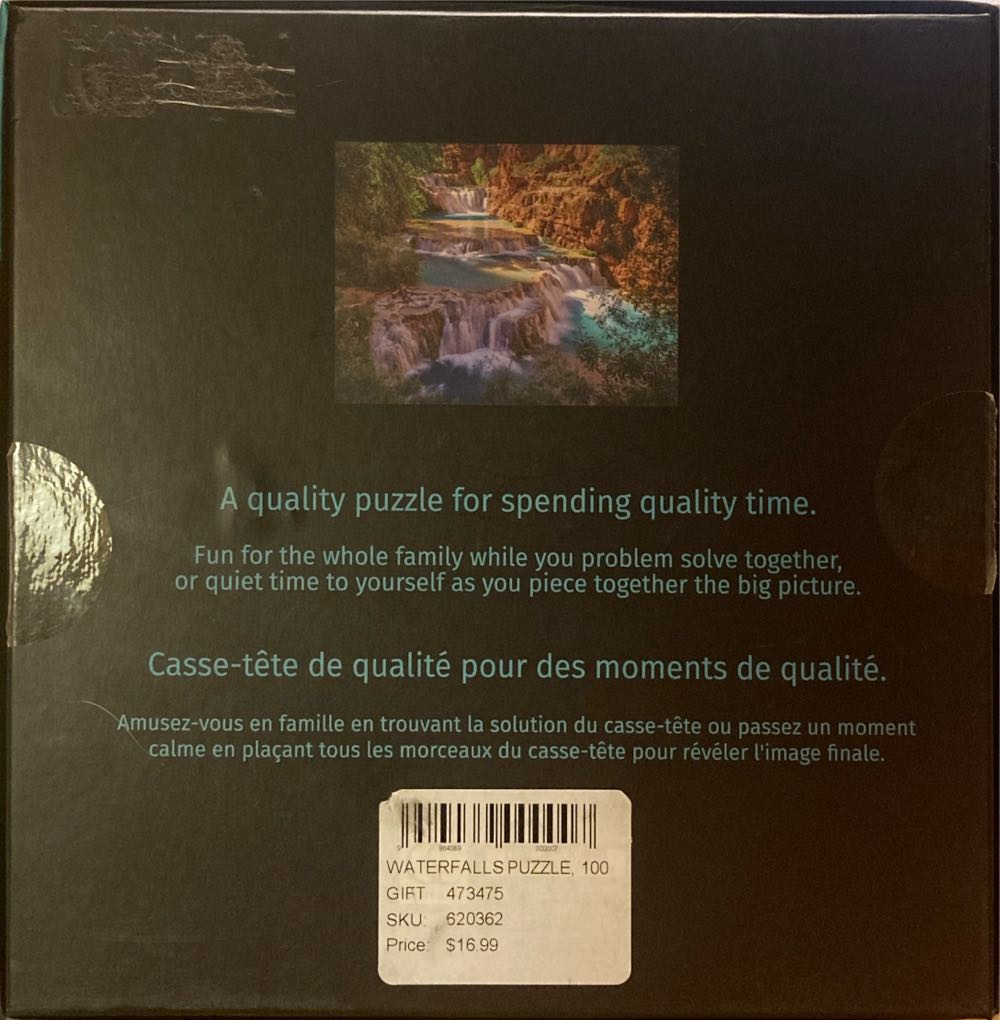 A quality puzzle for spending quality time.
Fun for the whole family while you problem solve together,
or quiet time to yourself as you piece together the big picture.
Casse-tête de qualité pour des moments de qualité.
Amusez-vous en famille en trouvant la solution du casse-tête ou passez un moment
calme en plaçant tous les morceaux du casse-tête pour révéler l'image finale.
9 984069 000007
WATERFALLS PUZZLE, 100
GIFT 473475
SKU: 620362
Price: $16.99